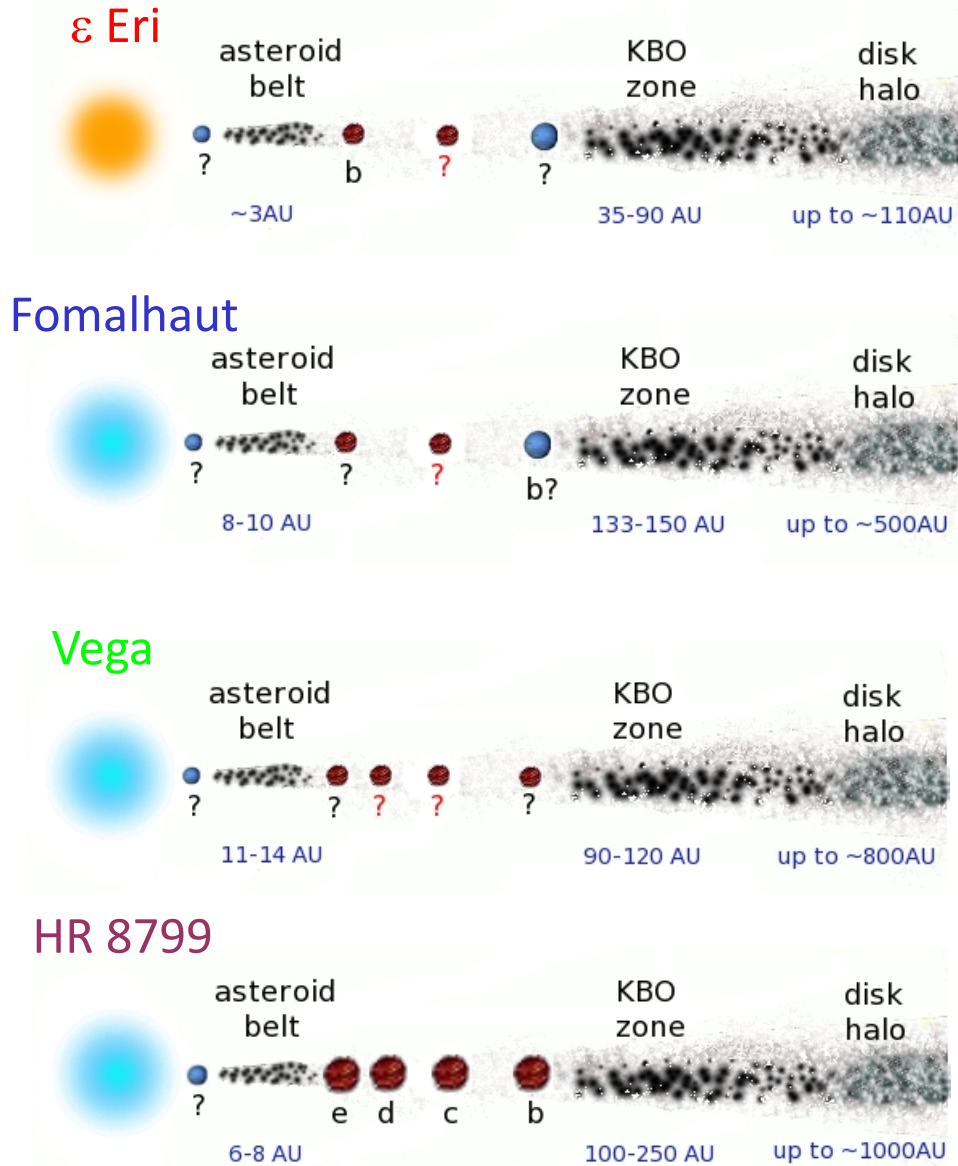 ε Eri
asteroid
belt
KBO
zone
disk
halo
?
b
?
?
~3AU
35-90 AU
up to ~110AU
Fomalhaut
asteroid
belt
KBO
zone
disk
halo
?
?
?
b?
8-10 AU
133-150 AU
up to ~500AU
Vega
asteroid
belt
KBO
zone
disk
halo
?
?
?
?
?
11-14 AU
90-120 AU
up to ~800AU
HR 8799
asteroid
belt
KBO
zone
disk
halo
?
e
d
c
b
6-8 AU
100-250 AU
up to ~1000AU